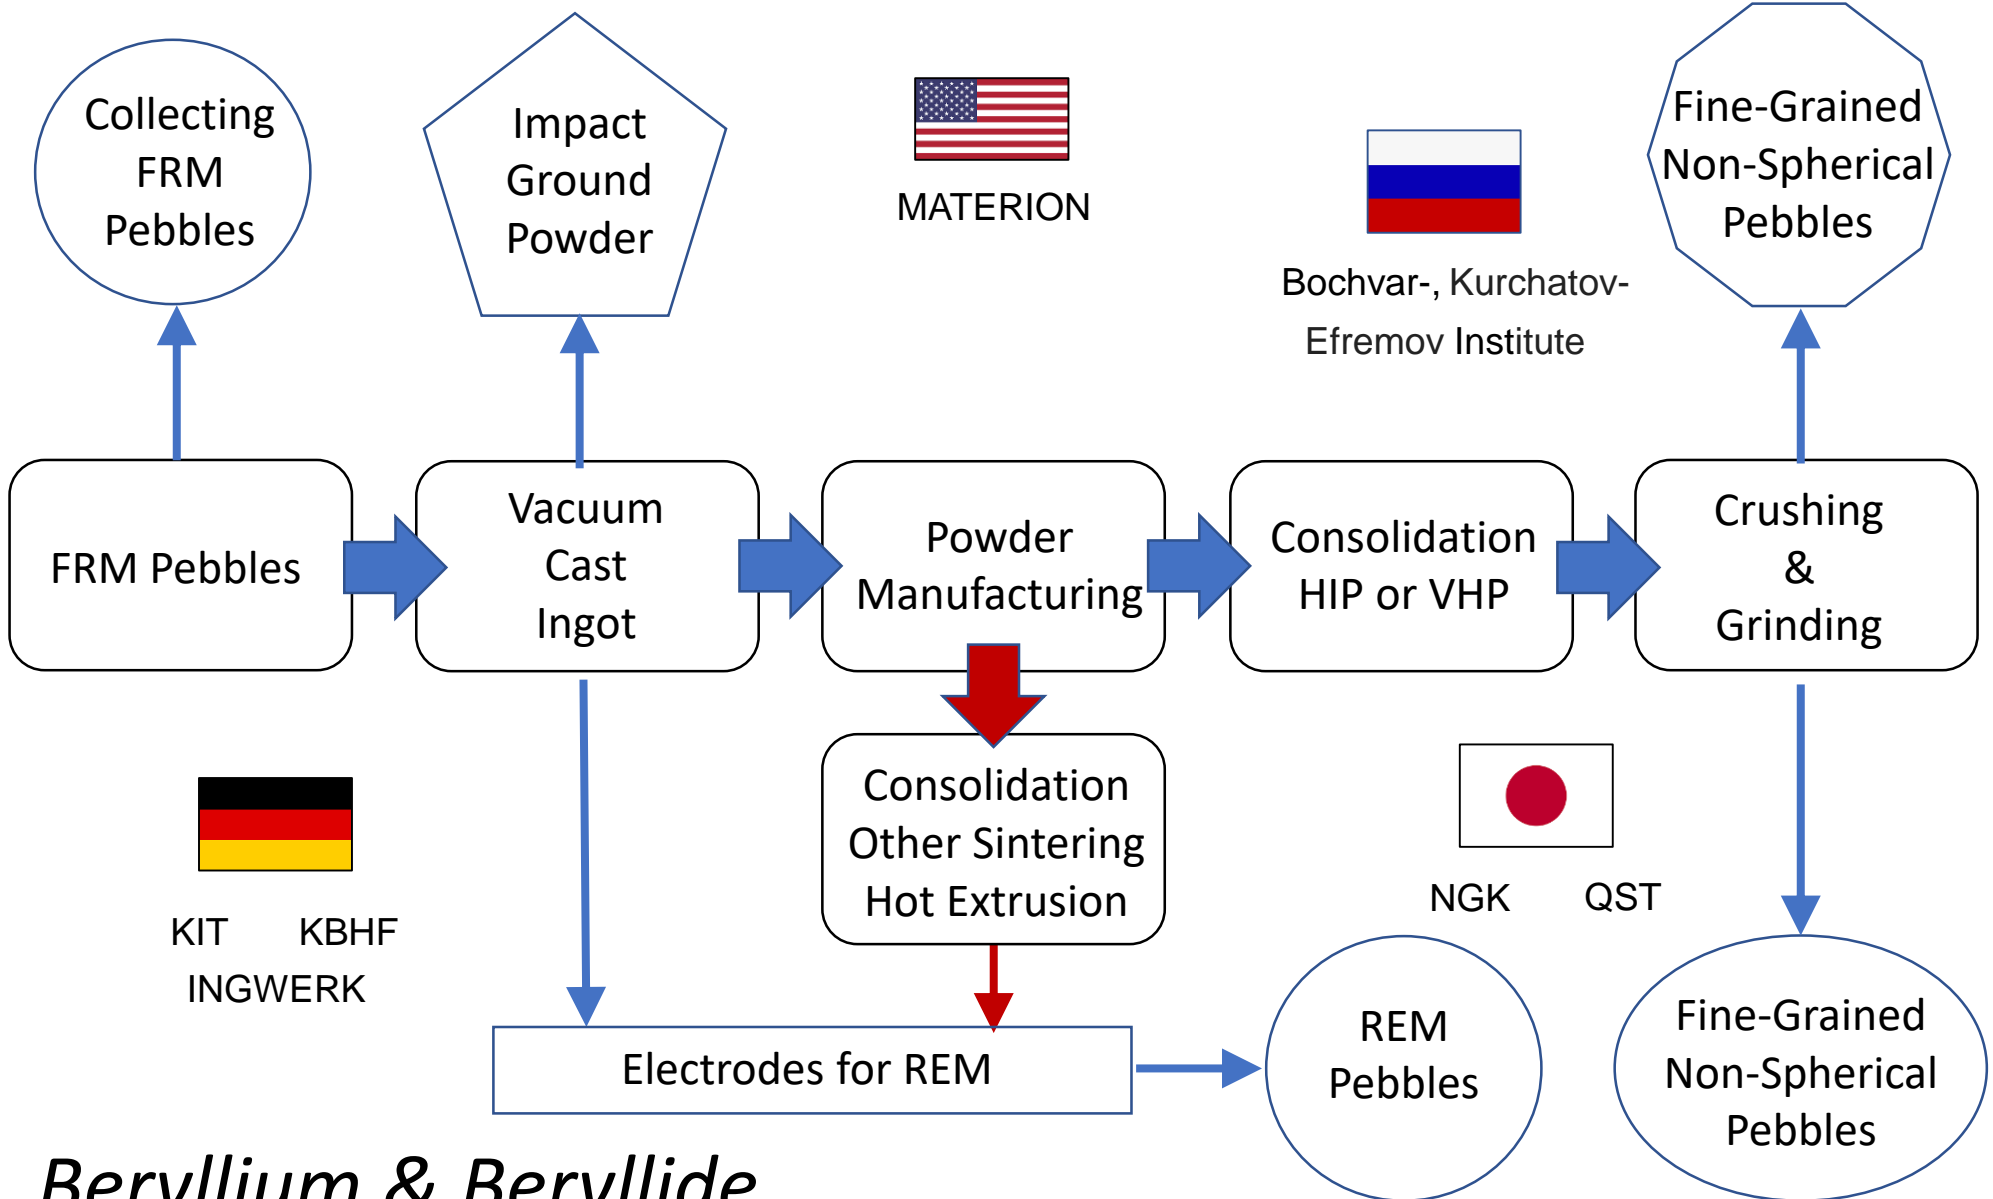 Collecting
FRM
Pebbles
Impact
Ground
Powder
MATERION
Bochvar-, Kurchatov-
Efremov Institute
Fine-Grained
Non-Spherical
Pebbles
FRM Pebbles
Vacuum
Cast
Ingot
Powder
Manufacturing
Consolidation
HIP or VHP
Crushing
&
Grinding
KIT KBHF
INGWERK
Consolidation
Other Sintering
Hot Extrusion
NGK QST
Electrodes for REM
REM
Pebbles
Fine-Grained
Non-Spherical
Pebbles
Beryllium & Beryllide